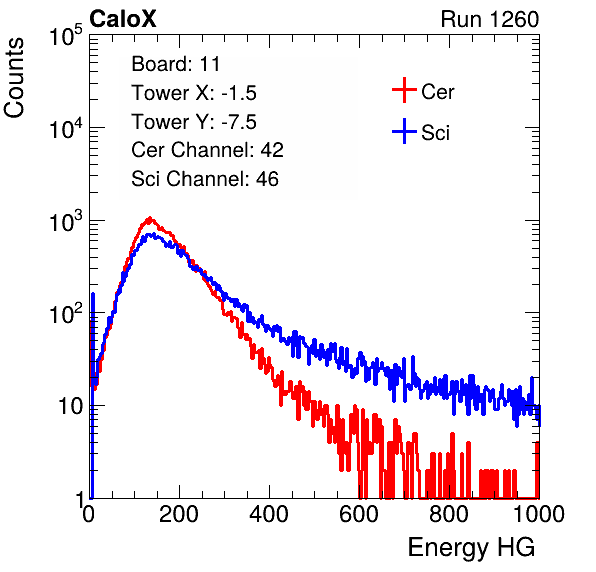 CaloX Run 1260
Counts
Board: 11
Tower X: -1.5
Tower Y: -7.5
Cer Channel: 42
Sci Channel: 46
Cer
Sci
10^5
10^4
10^3
10^2
10
1
0 200 400 600 800 1000
Energy HG